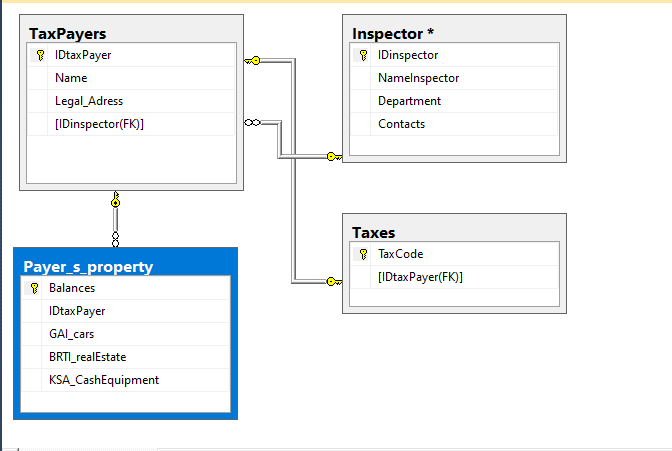 TaxPayers
IDtaxPayer
Name
Legal_Adress
[IDinspector(FK)]
Inspector *
IDinspector
NameInspector
Department
Contacts
Taxes
TaxCode
[IDtaxPayer(FK)]
Payer_s_property
Balances
IDtaxPayer
GAI_cars
BRTI_realEstate
KSA_CashEquipment